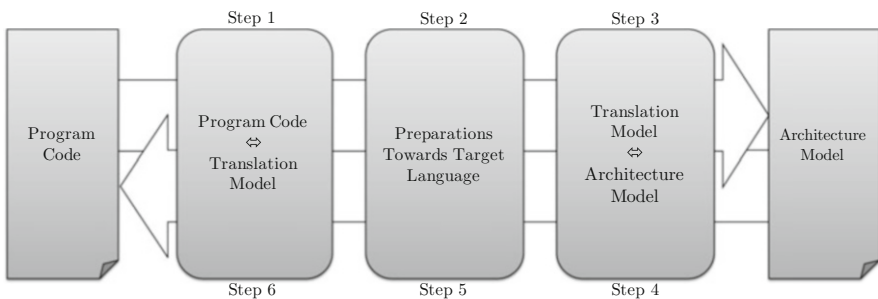 Step 1
Step 2
Step 3
Program
Code
Program Code
⇔
Translation
Model
Preparations
Towards Target
Language
Translation
Model
⇔
Architecture
Model
Architecture
Model
Step 6
Step 5
Step 4